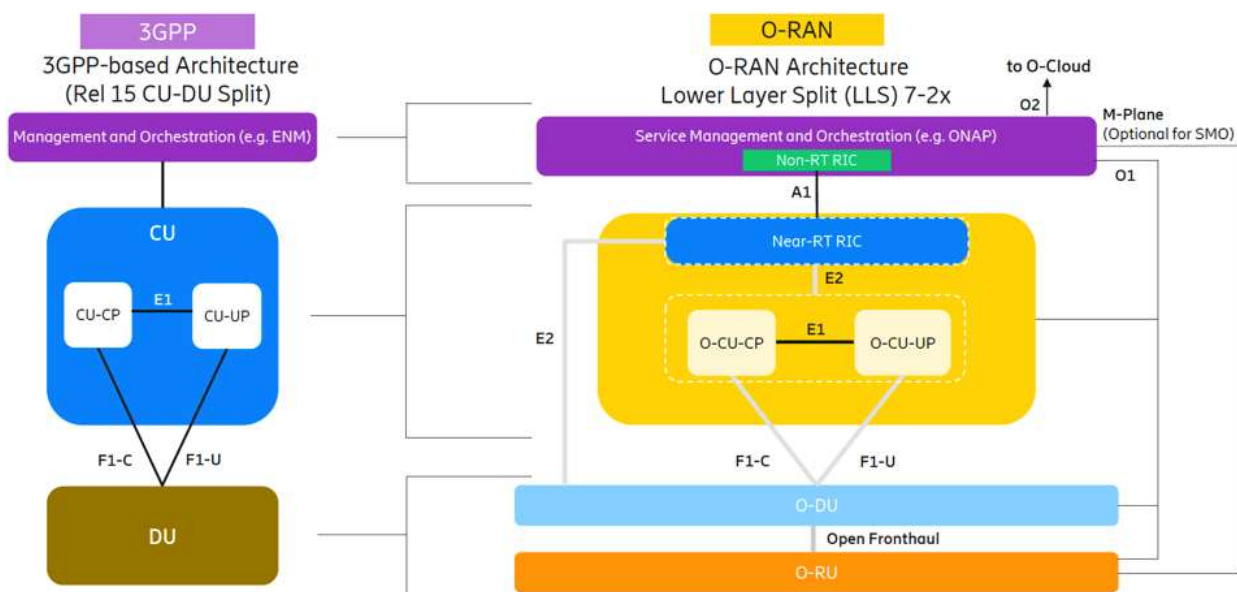 3GPP
3GPP-based Architecture
(Rel 15 CU-DU Split)
Management and Orchestration (e.g. ENM)
CU
CU-CP
E1
CU-UP
F1-C
F1-U
DU
O-RAN
O-RAN Architecture
Lower Layer Split (LLS) 7-2x
to O-Cloud
O2
M-Plane
(Optional for SMO)
Service Management and Orchestration (e.g. ONAP)
Non-RT RIC
O1
A1
Near-RT RIC
E2
E2
O-CU-CP
E1
O-CU-UP
F1-C
F1-U
O-DU
Open Fronthaul
O-RU